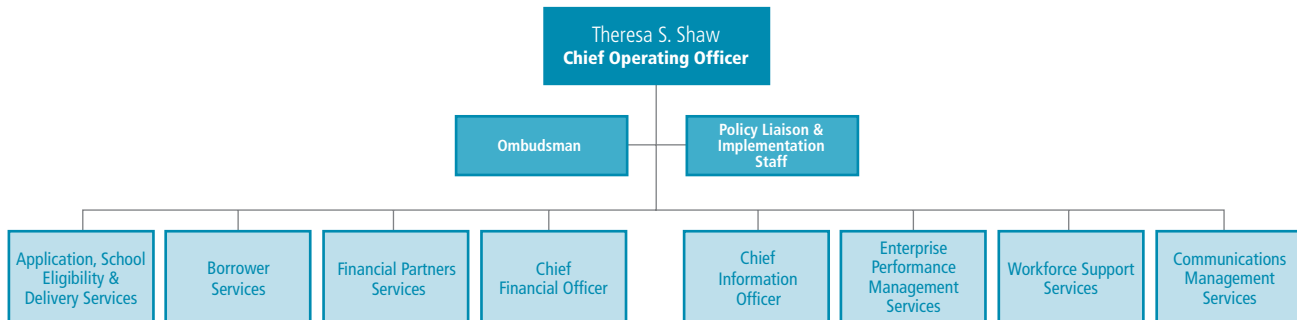 Theresa S. Shaw
Chief Operating Officer
Ombudsman
Policy Liaison &
Implementation
Staff
Application, School
Eligibility &
Delivery Services
Borrower
Services
Financial Partners
Services
Chief
Financial Officer
Chief
Information
Officer
Enterprise
Performance
Management
Services
Workforce Support
Services
Communications
Management
Services